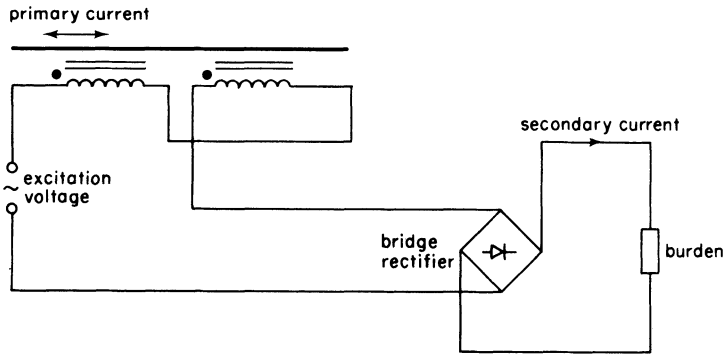 primary current
secondary current
~ excitation
voltage
bridge
rectifier
burden